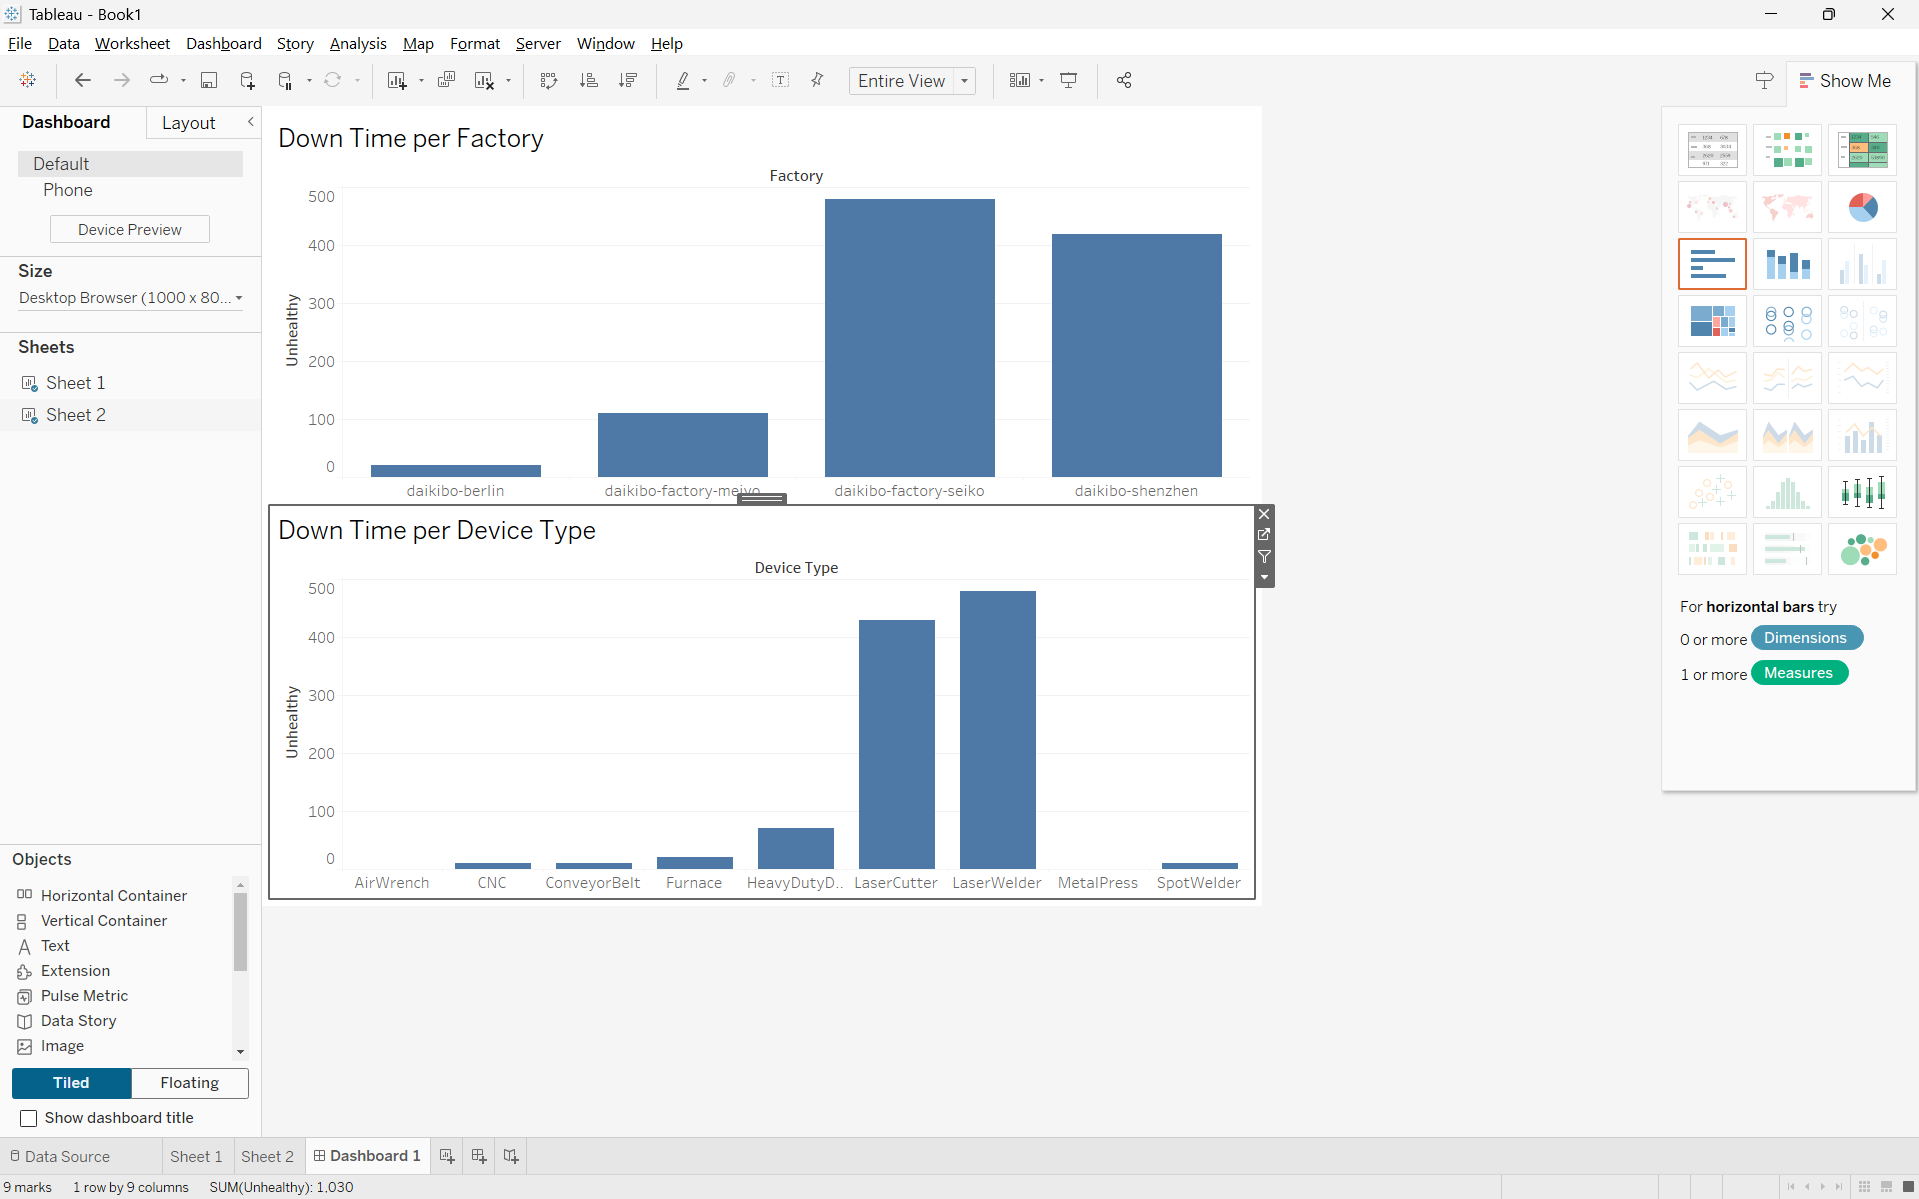 Tableau - Book1
File Data Worksheet Dashboard Story Analysis Map Format Server Window Help
Entire View
Show Me
Dashboard
Layout
Default
Phone
Device Preview
Size
Desktop Browser (1000 x 80...
Sheets
Sheet 1
Sheet 2
Down Time per Factory
Factory
Unhealthy
500
400
300
200
100
0
daikibo-berlin daikibo-factory-meiyo daikibo-factory-seiko daikibo-shenzhen
Down Time per Device Type
Device Type
Unhealthy
500
400
300
200
100
0
AirWrench CNC ConveyorBelt Furnace HeavyDutyD.. LaserCutter LaserWelder MetalPress SpotWelder
For horizontal bars try
0 or more Dimensions
1 or more Measures
Objects
Horizontal Container
Vertical Container
Text
Extension
Pulse Metric
Data Story
Image
Tiled
Floating
Show dashboard title
Data Source
Sheet 1
Sheet 2
Dashboard 1
9 marks 1 row by 9 columns SUM(Unhealthy): 1,030